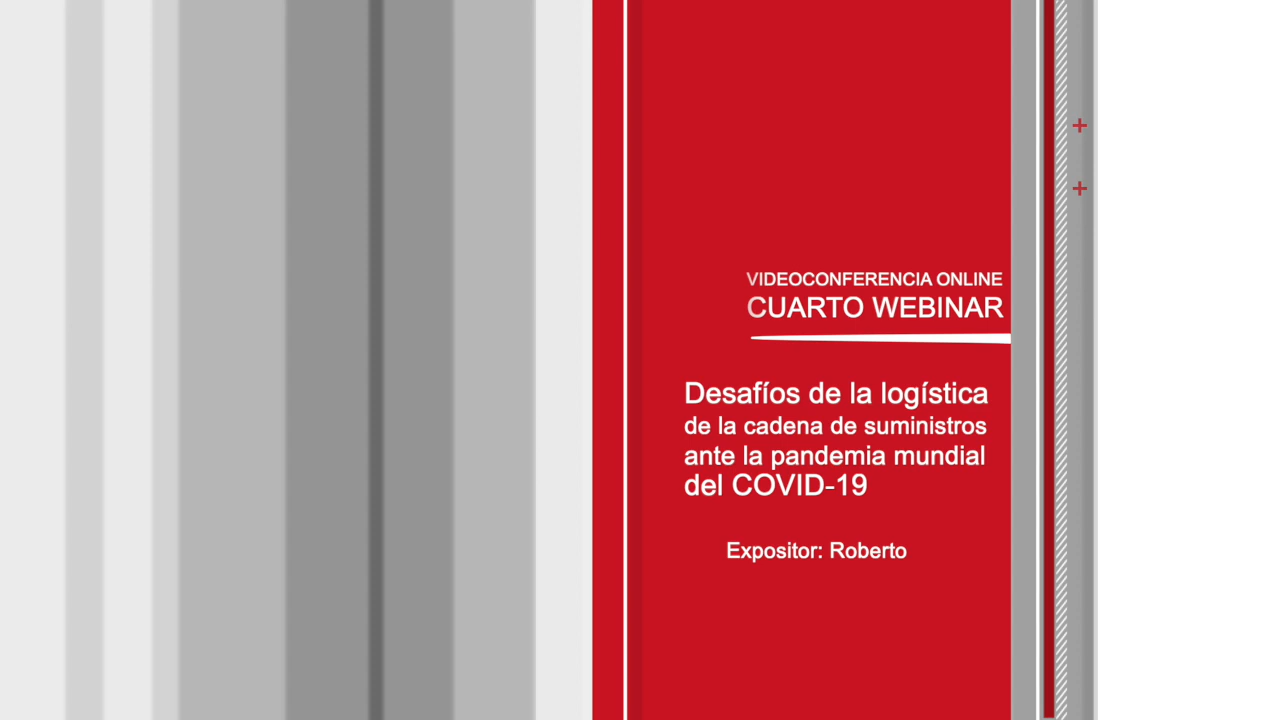 VIDEOCONFERENCIA ONLINE
CUARTO WEBINAR
Desafíos de la logística
de la cadena de suministros
ante la pandemia mundial
del COVID-19
Expositor: Roberto